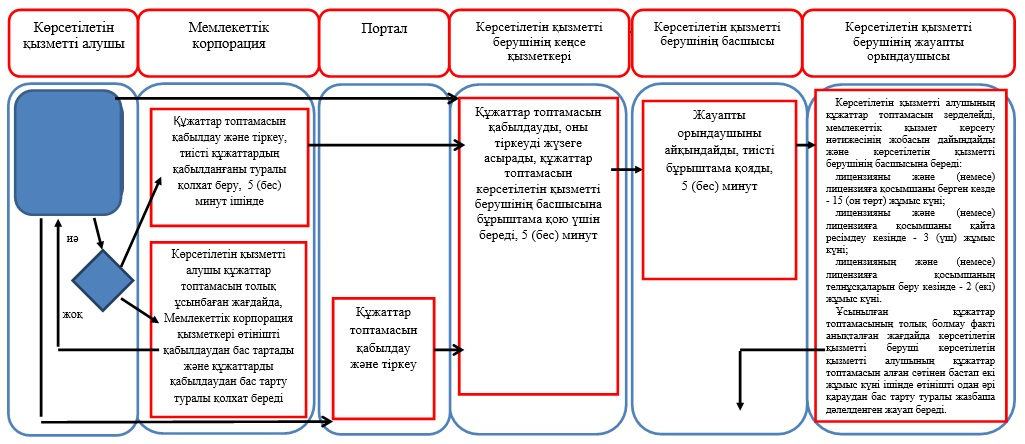 Көрсетілетін
қызметті алушы
Мемлекеттік
корпорация
Портал
Көрсетілетін қызметті
берушінің кеңсе
қызметкері
Көрсетілетін қызметті
берушінің басшысы
Көрсетілетін қызметті
берушінің жауапты
орындаушысы
иә
жоқ
Құжаттар топтамасын
қабылдау және тіркеу,
тиісті құжаттардың
қабылданғаны туралы
қолхат беру, 5 (бес)
минут ішінде
Көрсетілетін қызметті
алушы құжаттар
топтамасын толық
ұсынбаған жағдайда,
Мемлекеттік корпорация
қызметкері өтінішті
қабылдаудан бас тартады
және құжаттарды
қабылдаудан бас тарту
туралы қолхат береді
Құжаттар
топтамасын
қабылдау
және тіркеу
Құжаттар топтамасын
қабылдауды, оны
тіркеуді жүзеге
асырады, құжаттар
топтамасын
көрсетілетін қызметті
берушінің басшысына
бұрыштама қою үшін
береді, 5 (бес) минут
Жауапты
орындаушыны
айқындайды, тиісті
бұрыштама қояды,
5 (бес) минут
Көрсетілетін қызметті алушының
құжаттар топтамасын зерделейді,
мемлекеттік қызмет көрсету
нәтижесінің жобасын дайындайды
және көрсетілетін қызметті
берушінің басшысына береді:
лицензияны және (немесе)
лицензияға қосымшаны берген кезде
- 15 (он төрт) жұмыс күні;
лицензияны және (немесе)
лицензияға қосымшаны қайта
ресімдеу кезінде - 3 (үш) жұмыс
күні;
лицензияның және (немесе)
лицензияға қосымшаның
телнұсқаларын беру кезінде - 2 (екі)
жұмыс күні.
Ұсынылған құжаттар
топтамасының толық болмау фактісі
анықталған жағдайда көрсетілетін
қызметті беруші көрсетілетін
қызметті алушының құжаттар
топтамасын алған сәтінен бастап екі
жұмыс күні ішінде өтінішті одан әрі
қараудан бас тарту туралы жазбаша
дәлелденген жауап береді.